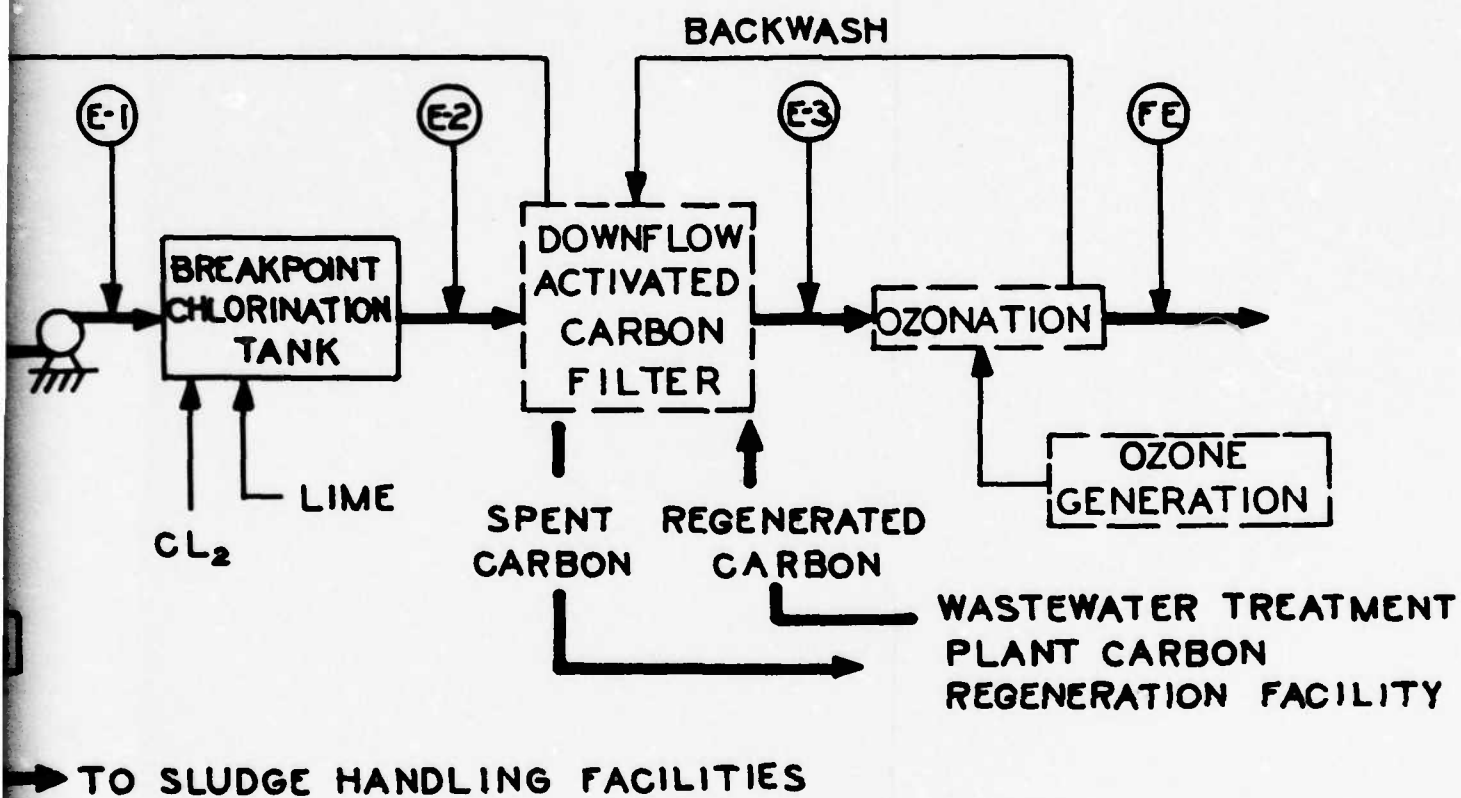 BACKWASH
E-1
E-2
E-3
FE
BREAKPOINT
CHLORINATION
TANK
DOWNFLOW
ACTIVATED
CARBON
FILTER
OZONATION
OZONE
GENERATION
LIME
CL₂
SPENT
CARBON
REGENERATED
CARBON
WASTEWATER TREATMENT
PLANT CARBON
REGENERATION FACILITY
TO SLUDGE HANDLING FACILITIES